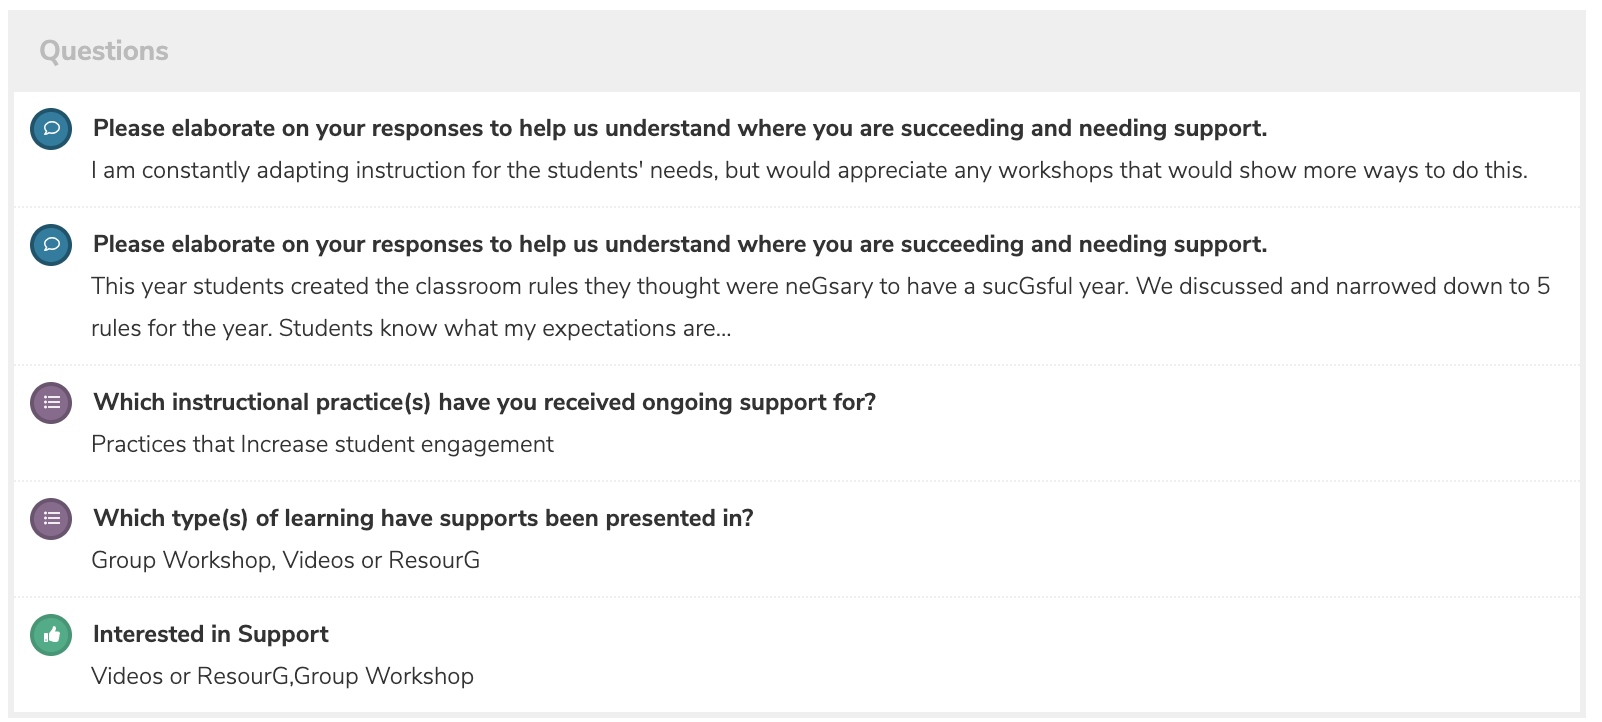 Questions
Please elaborate on your responses to help us understand where you are succeeding and needing support.
I am constantly adapting instruction for the students' needs, but would appreciate any workshops that would show more ways to do this.
Please elaborate on your responses to help us understand where you are succeeding and needing support.
This year students created the classroom rules they thought were neGsary to have a sucGsful year. We discussed and narrowed down to 5
rules for the year. Students know what my expectations are...
Which instructional practice(s) have you received ongoing support for?
Practices that Increase student engagement
Which type(s) of learning have supports been presented in?
Group Workshop, Videos or ResourG
Interested in Support
Videos or ResourG,Group Workshop